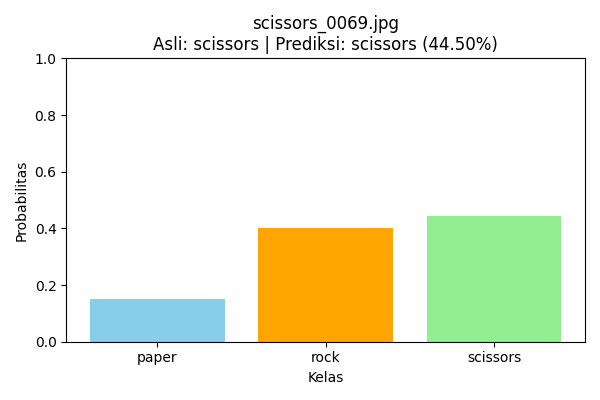 scissors_0069.jpg
Asli: scissors | Prediksi: scissors (44.50%)
1.0
0.8
0.6
0.4
0.2
0.0
Probabilitas
paper rock scissors
Kelas